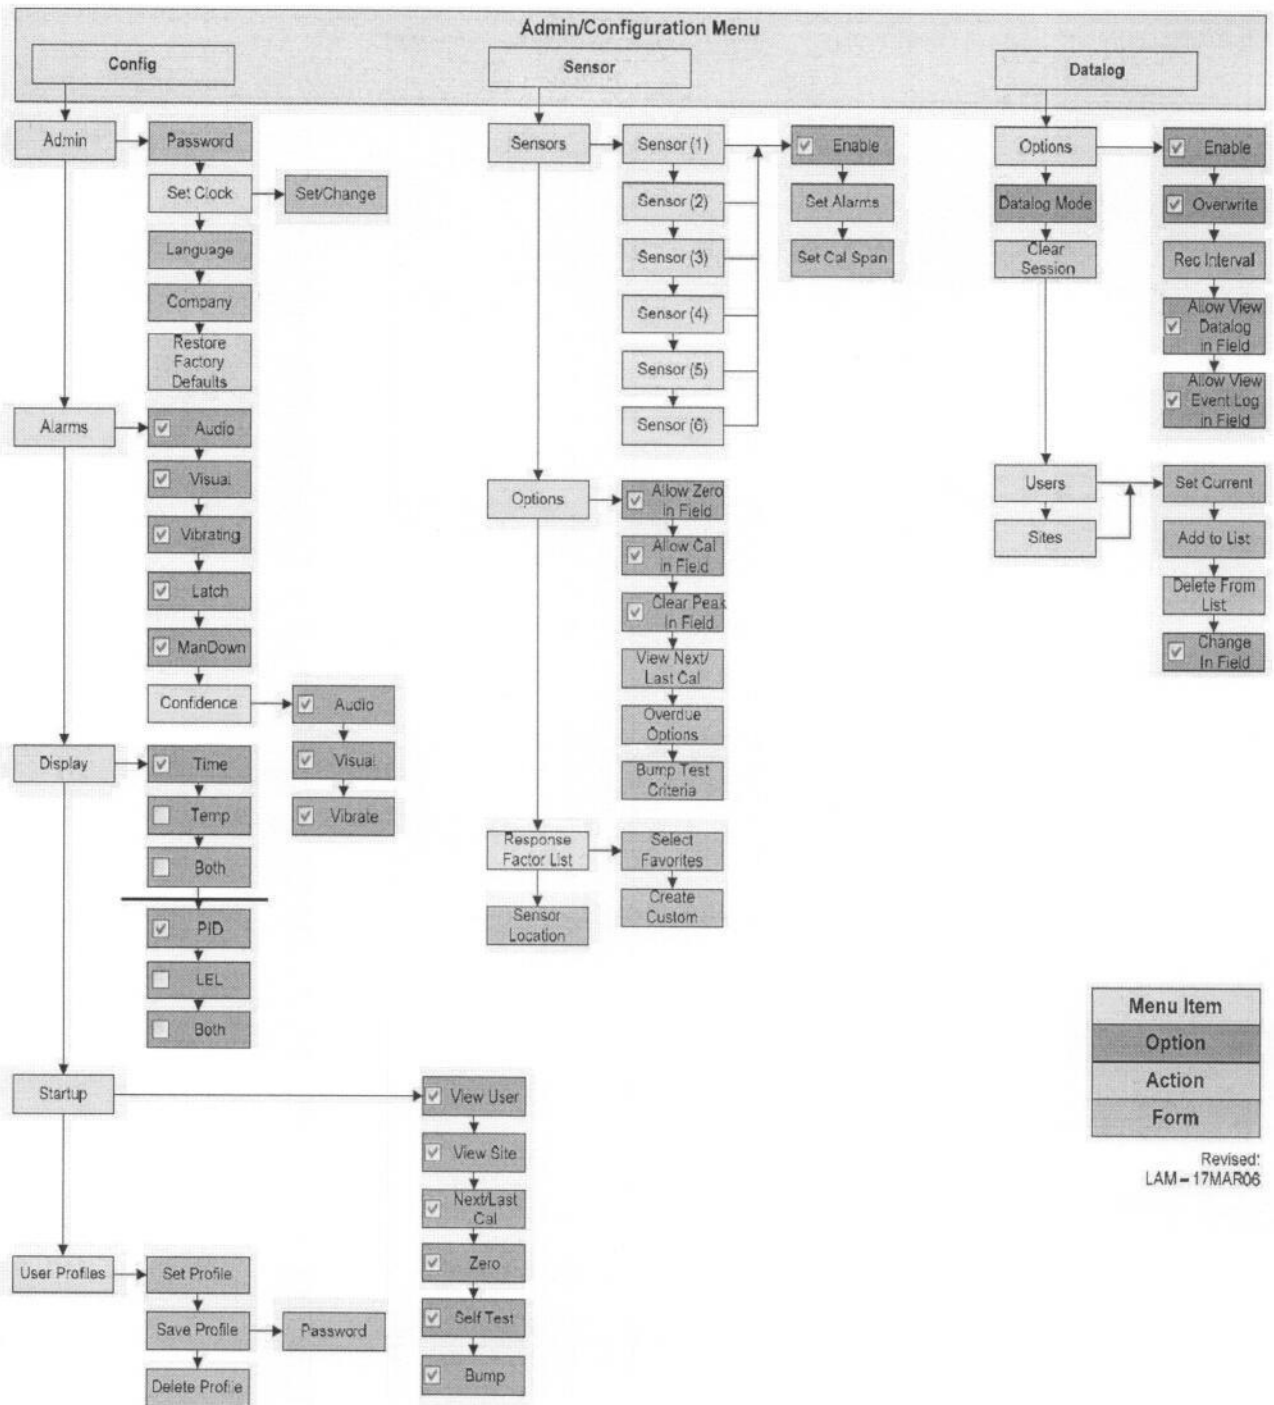 Admin/Configuration Menu
Config
Sensor
Datalog
Admin
Password
Set Clock
Set/Change
Language
Company
Restore
Factory
Defaults
Alarms
Audio
Visual
Vibrating
Latch
ManDown
Confidence
Audio
Visual
Vibrate
Display
Time
Temp
Both
PID
LEL
Both
Startup
View User
View Site
Next/Last
Cal
Zero
Self Test
Bump
User Profiles
Set Profile
Save Profile
Password
Delete Profile
Sensors
Sensor (1)
Sensor (2)
Sensor (3)
Sensor (4)
Sensor (5)
Sensor (6)
Enable
Set Alarms
Set Cal Span
Options
Allow Zero
In Field
Allow Cal
in Field
Clear Peak
In Field
View Next/
Last Cal
Overdue
Options
Bump Test
Criteria
Response
Factor List
Select
Favorites
Create
Custom
Sensor
Location
Options
Datalog Mode
Clear
Session
Enable
Overwrite
Rec Interval
Allow View
Datalog
in Field
Allow View
Event Log
in Field
Users
Sites
Set Current
Add to List
Delete From
List
Change
In Field
Menu Item
Option
Action
Form
Revised:
LAM – 17MAR06